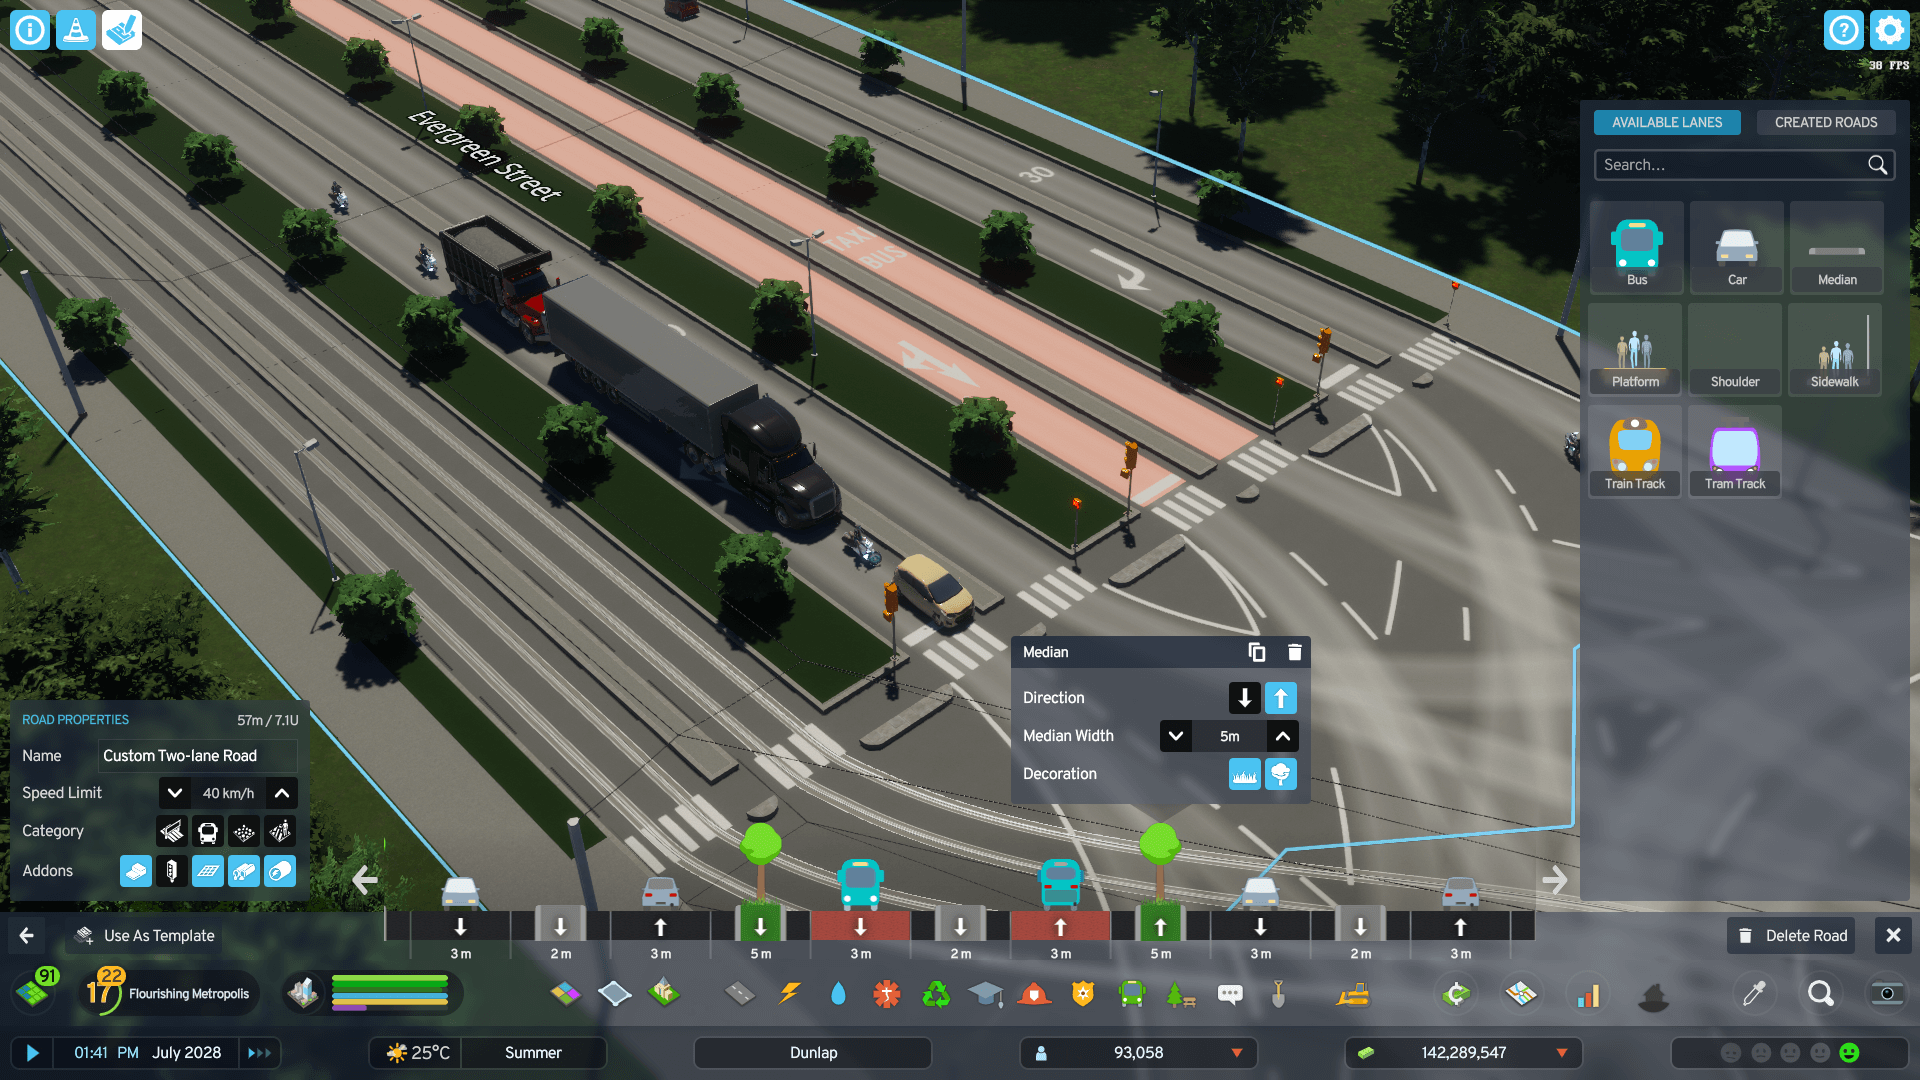 38 FPS
AVAILABLE LANES
CREATED ROADS
Search...
Bus
Car
Median
Platform
Shoulder
Sidewalk
Train Track
Tram Track
Evergreen Street
30
TAXI
BUS
Median
Direction
Median Width
5m
Decoration
ROAD PROPERTIES
57m / 7.1U
Name
Custom Two-lane Road
Speed Limit
40 km/h
Category
Addons
3 m
2 m
3 m
5 m
3 m
2 m
3 m
5 m
3 m
2 m
3 m
Use As Template
Delete Road
91
22
17
Flourishing Metropolis
01:41 PM
July 2028
25°C
Summer
Dunlap
93,058
142,289,547